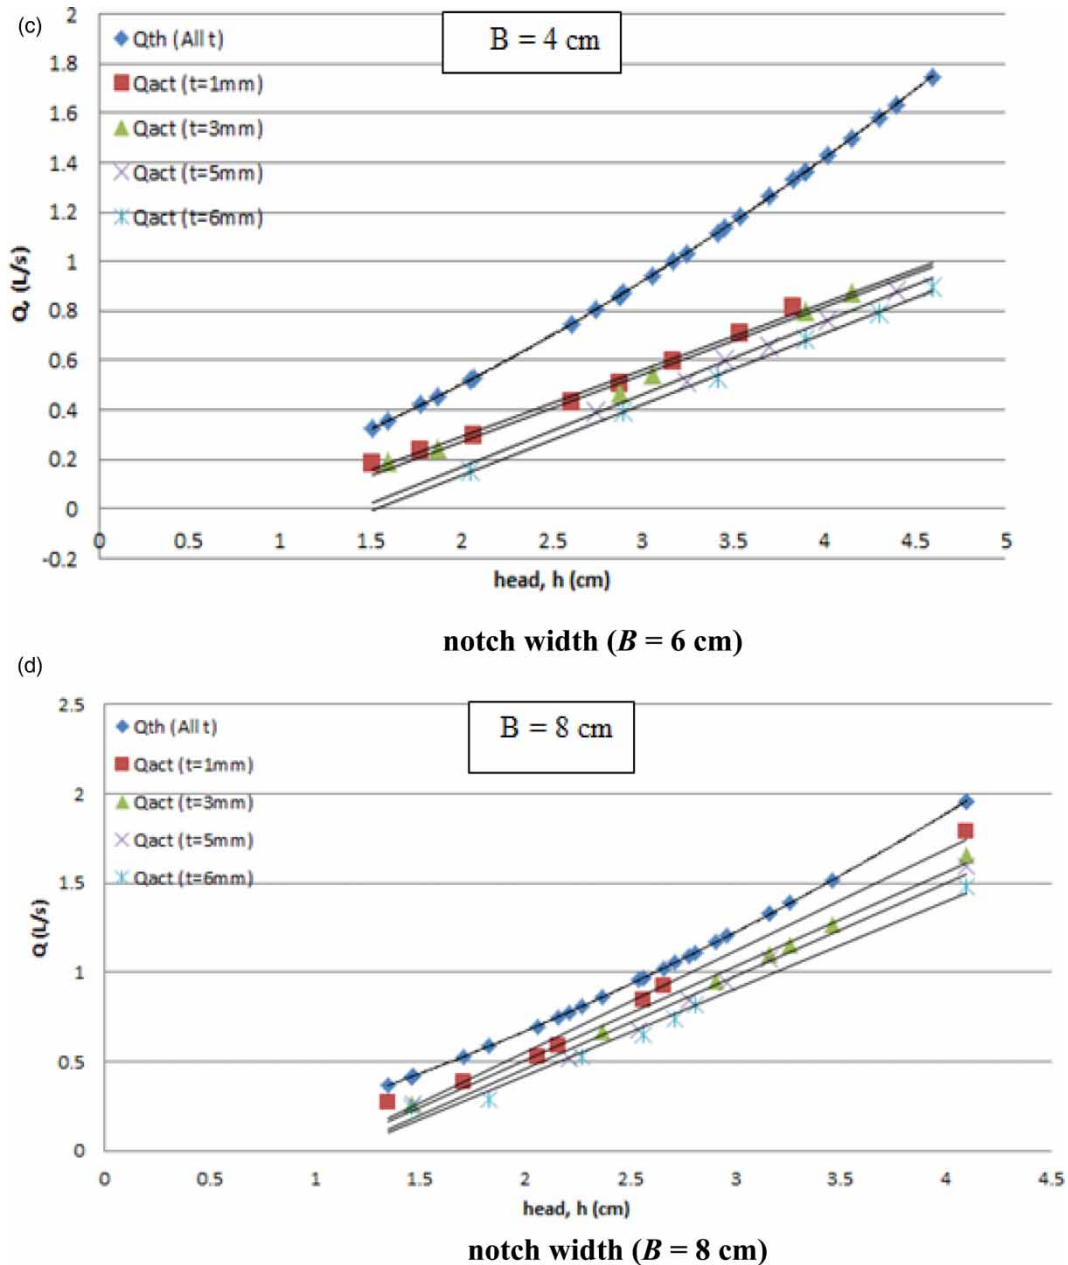 (c)
B = 4 cm
Qth (All t)
Qact (t=1mm)
Qact (t=3mm)
Qact (t=5mm)
Qact (t=6mm)
2
1.8
1.6
1.4
1.2
1
0.8
0.6
0.4
0.2
0
-0.2
Q, (L/s)
0 0.5 1 1.5 2 2.5 3 3.5 4 4.5 5
head, h (cm)
notch width (B = 6 cm)
(d)
B = 8 cm
Qth (All t)
Qact (t=1mm)
Qact (t=3mm)
Qact (t=5mm)
Qact (t=6mm)
2.5
2
1.5
1
0.5
0
Q (L/s)
0 0.5 1 1.5 2 2.5 3 3.5 4 4.5
head, h (cm)
notch width (B = 8 cm)